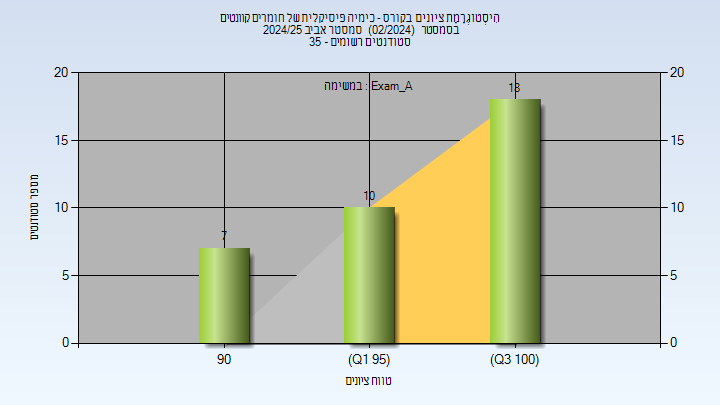 היסטוגרמת ציונים בקורס - כימיה פיסיקלית של חומרים קוונטים
בסמסטר (02/2024) סמסטר אביב 2024/25
סטודנטים רשומים - 35
במשימה : Exam_A
20 20
18
15 15
10
10 10
7
5 5
0 0
90 (Q1 95) (Q3 100)
טווח ציונים
מספר סטודנטים